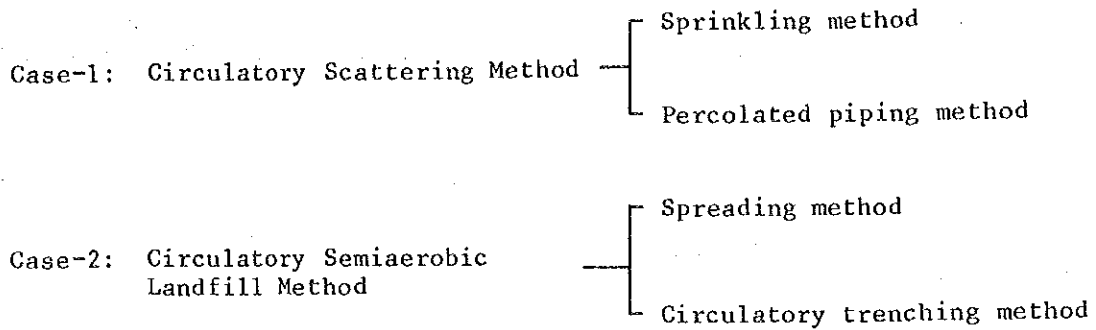 Sprinkling method
Case-1: Circulatory Scattering Method
Percolated piping method
Spreading method
Case-2: Circulatory Semiaerobic
Landfill Method
Circulatory trenching method